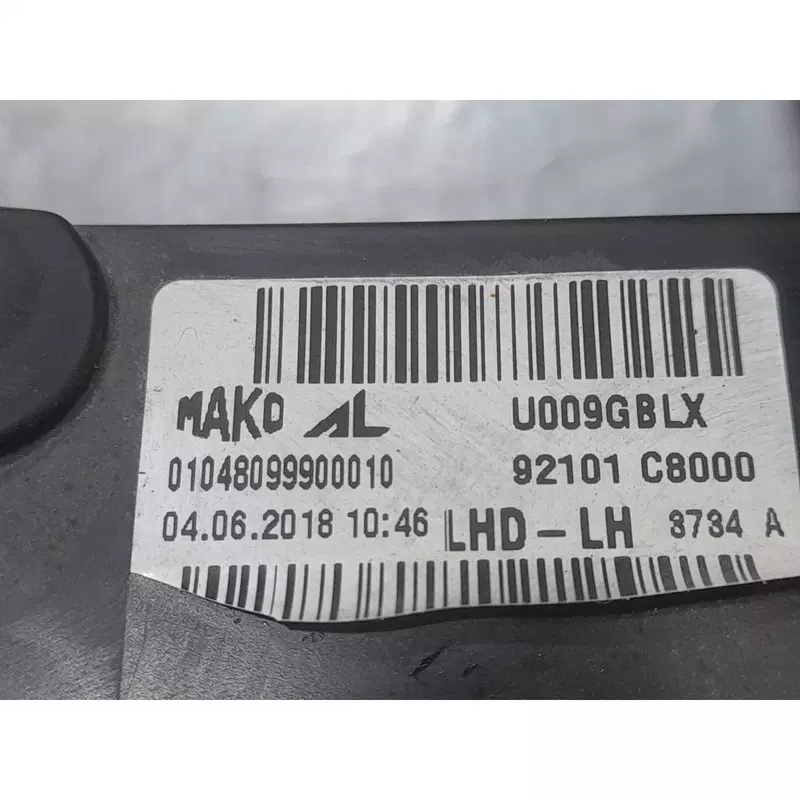 MAKO AL U009GBLX
01048099900010 92101 C8000
04.06.2018 10:46 LHD-LH 3734 A